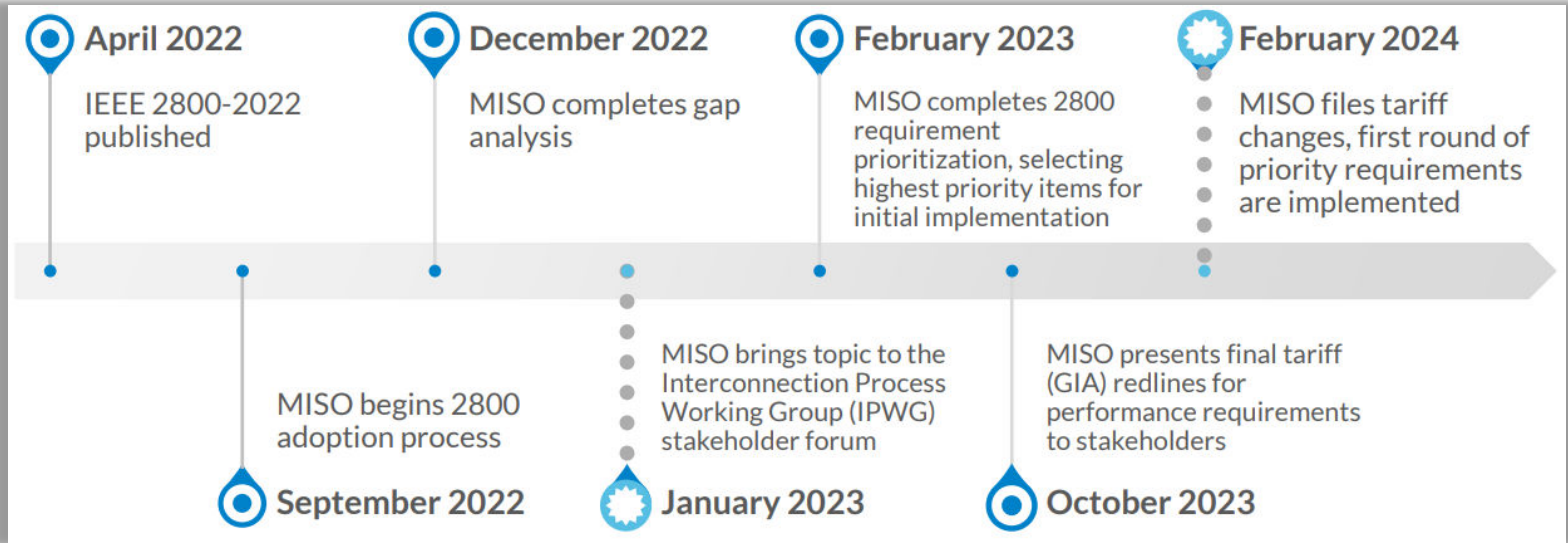 April 2022
IEEE 2800-2022
published
December 2022
MISO completes gap
analysis
February 2023
MISO completes 2800
requirement
prioritization, selecting
highest priority items for
initial implementation
February 2024
MISO files tariff
changes, first round of
priority requirements
are implemented
MISO begins 2800
adoption process
September 2022
MISO brings topic to the
Interconnection Process
Working Group (IPWG)
stakeholder forum
January 2023
MISO presents final tariff
(GIA) redlines for
performance requirements
to stakeholders
October 2023